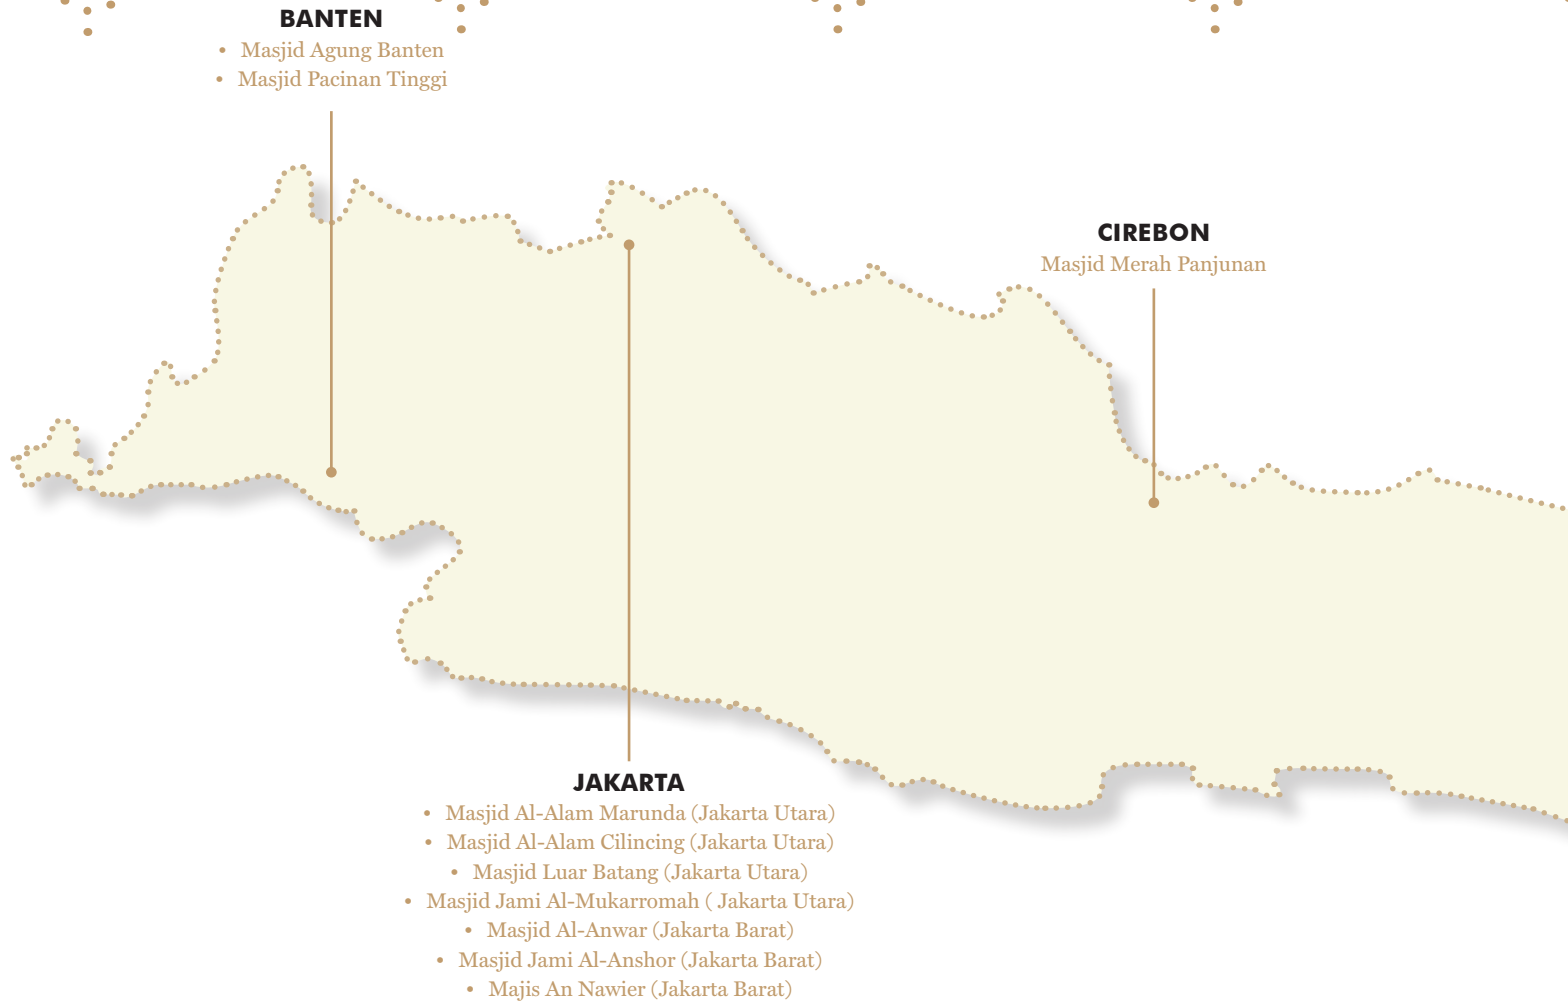 BANTEN
• Masjid Agung Banten
• Masjid Pacinan Tinggi
CIREBON
Masjid Merah Panjunan
JAKARTA
• Masjid Al-Alam Marunda (Jakarta Utara)
• Masjid Al-Alam Cilincing (Jakarta Utara)
• Masjid Luar Batang (Jakarta Utara)
• Masjid Jami Al-Mukarromah ( Jakarta Utara)
• Masjid Al-Anwar (Jakarta Barat)
• Masjid Jami Al-Anshor (Jakarta Barat)
• Majis An Nawier (Jakarta Barat)